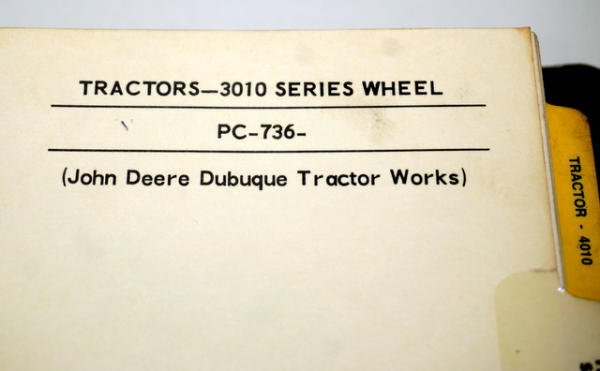 TRACTORS—3010 SERIES WHEEL
PC-736-
(John Deere Dubuque Tractor Works)
TRACTOR - 4010